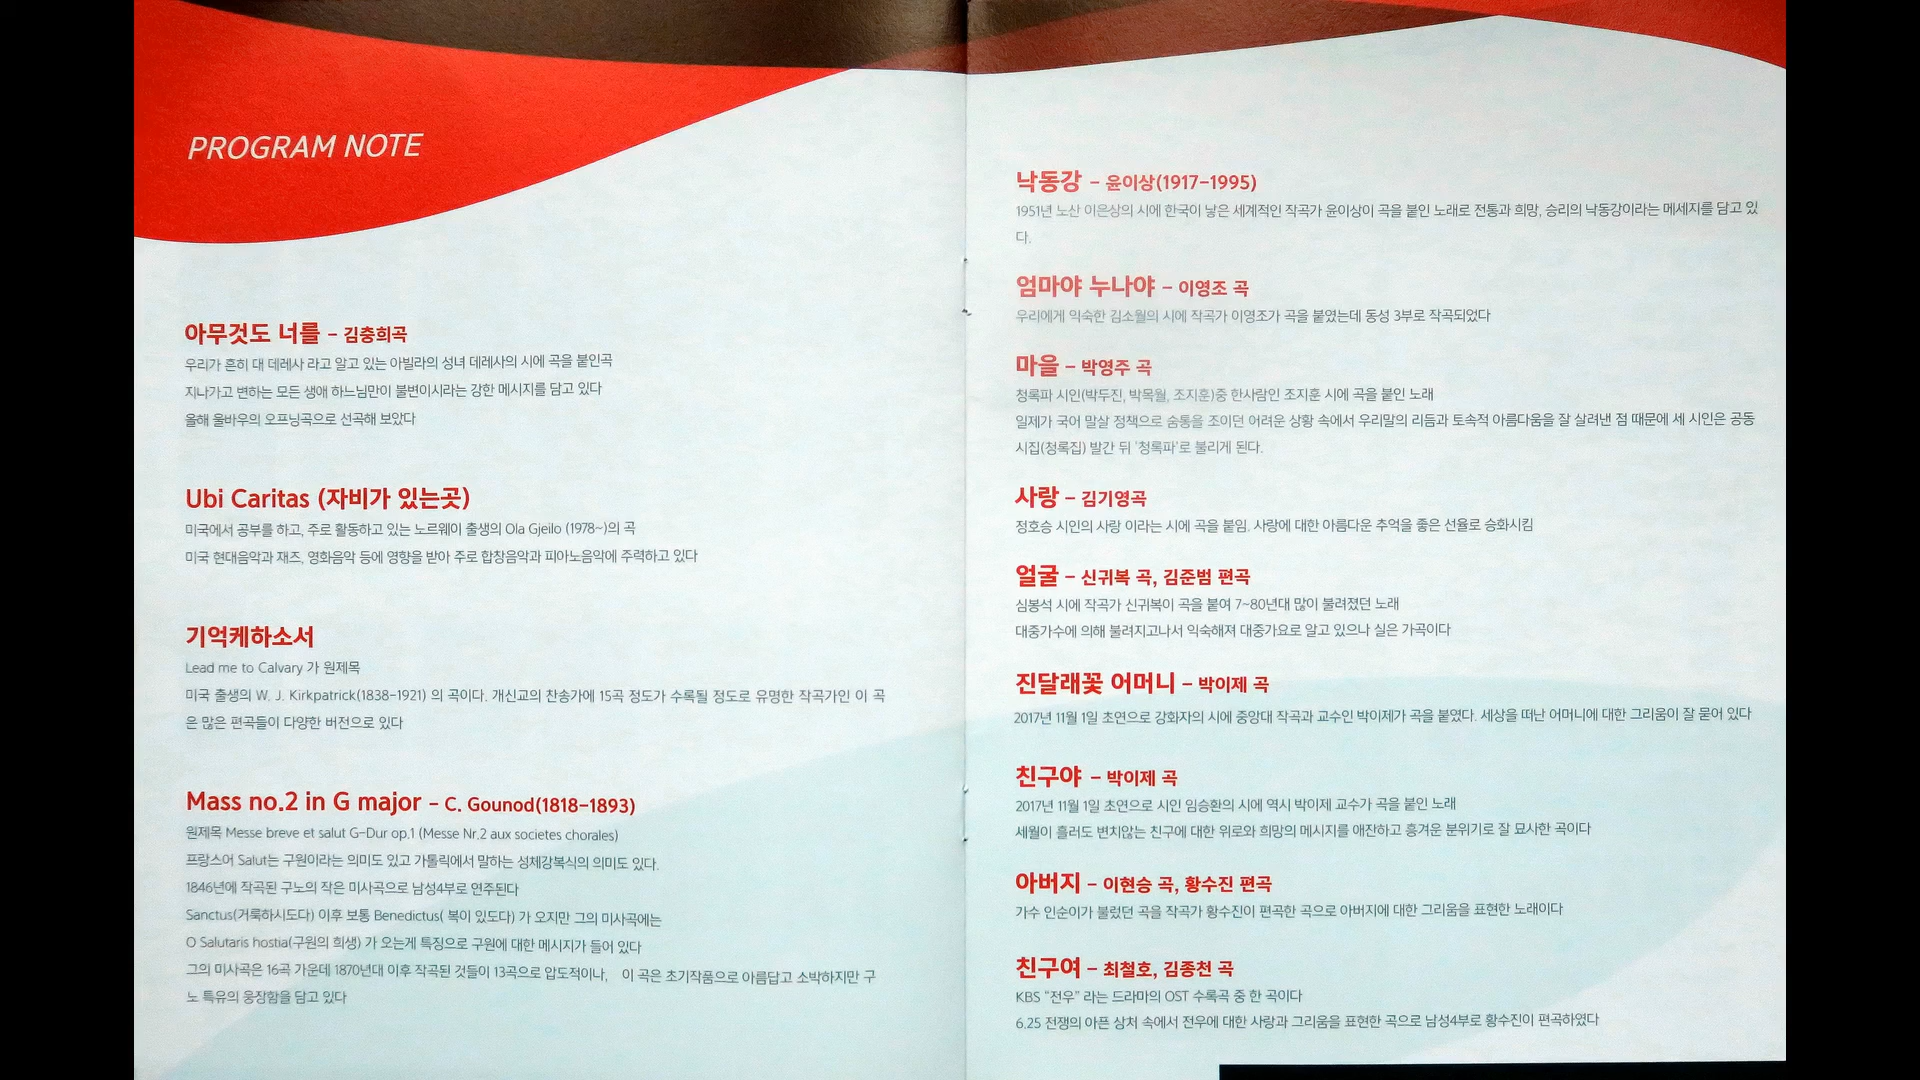 PROGRAM NOTE
아무것도 너를 - 김충희곡
우리가 흔히 대 데레사 라고 알고 있는 아빌라의 성녀 데레사의 시에 곡을 붙인곡
지나가고 변하는 모든 생애 하느님만이 불변이시라는 강한 메시지를 담고 있다
올해 울바우의 오프닝곡으로 선곡해 보았다
Ubi Caritas (자비가 있는곳)
미국에서 공부를 하고, 주로 활동하고 있는 노르웨이 출생의 Ola Gjeilo (1978~)의 곡
미국 현대음악과 재즈, 영화음악 등에 영향을 받아 주로 합창음악과 피아노음악에 주력하고 있다
기억케하소서
Lead me to Calvary 가 원제목
미국 출생의 W. J. Kirkpatrick(1838-1921) 의 곡이다. 개신교의 찬송가에 15곡 정도가 수록될 정도로 유명한 작곡가인 이 곡
은 많은 편곡들이 다양한 버전으로 있다
Mass no.2 in G major - C. Gounod(1818-1893)
원제목 Messe breve et salut G-Dur op.1 (Messe Nr.2 aux societes chorales)
프랑스어 Salut는 구원이라는 의미도 있고 가톨릭에서 말하는 성체강복식의 의미도 있다.
1846년에 작곡된 구노의 작은 미사곡으로 남성4부로 연주된다
Sanctus(거룩하시도다) 이후 보통 Benedictus( 복이 있도다) 가 오지만 그의 미사곡에는
O Salutaris hostia(구원의 희생) 가 오는게 특징으로 구원에 대한 메시지가 들어 있다
그의 미사곡은 16곡 가운데 1870년대 이후 작곡된 것들이 13곡으로 압도적이나, 이 곡은 초기작품으로 아름답고 소박하지만 구
노 특유의 웅장함을 담고 있다
낙동강 - 윤이상(1917-1995)
1951년 노산 이은상의 시에 한국이 낳은 세계적인 작곡가 윤이상이 곡을 붙인 노래로 전통과 희망, 승리의 낙동강이라는 메세지를 담고 있
다.
엄마야 누나야 - 이영조 곡
우리에게 익숙한 김소월의 시에 작곡가 이영조가 곡을 붙였는데 동성 3부로 작곡되었다
마을 - 박영주 곡
청록파 시인(박두진, 박목월, 조지훈)중 한사람인 조지훈 시에 곡을 붙인 노래
일제가 국어 말살 정책으로 숨통을 조이던 어려운 상황 속에서 우리말의 리듬과 토속적 아름다움을 잘 살려낸 점 때문에 세 시인은 공동
시집(청록집) 발간 뒤 '청록파'로 불리게 된다.
사랑 - 김기영곡
정호승 시인의 사랑 이라는 시에 곡을 붙임. 사랑에 대한 아름다운 추억을 좋은 선율로 승화시킴
얼굴 - 신귀복 곡, 김준범 편곡
심봉석 시에 작곡가 신귀복이 곡을 붙여 7~80년대 많이 불려졌던 노래
대중가수에 의해 불려지고나서 익숙해져 대중가요로 알고 있으나 실은 가곡이다
진달래꽃 어머니 - 박이제 곡
2017년 11월 1일 초연으로 강화자의 시에 중앙대 작곡과 교수인 박이제가 곡을 붙였다. 세상을 떠난 어머니에 대한 그리움이 잘 묻어 있다
친구야 - 박이제 곡
2017년 11월 1일 초연으로 시인 임승환의 시에 역시 박이제 교수가 곡을 붙인 노래
세월이 흘러도 변치않는 친구에 대한 위로와 희망의 메시지를 애잔하고 흥겨운 분위기로 잘 묘사한 곡이다
아버지 - 이현승 곡, 황수진 편곡
가수 인순이가 불렀던 곡을 작곡가 황수진이 편곡한 곡으로 아버지에 대한 그리움을 표현한 노래이다
친구여 - 최철호, 김종천 곡
KBS "전우" 라는 드라마의 OST 수록곡 중 한 곡이다
6.25 전쟁의 아픈 상처 속에서 전우에 대한 사랑과 그리움을 표현한 곡으로 남성4부로 황수진이 편곡하였다